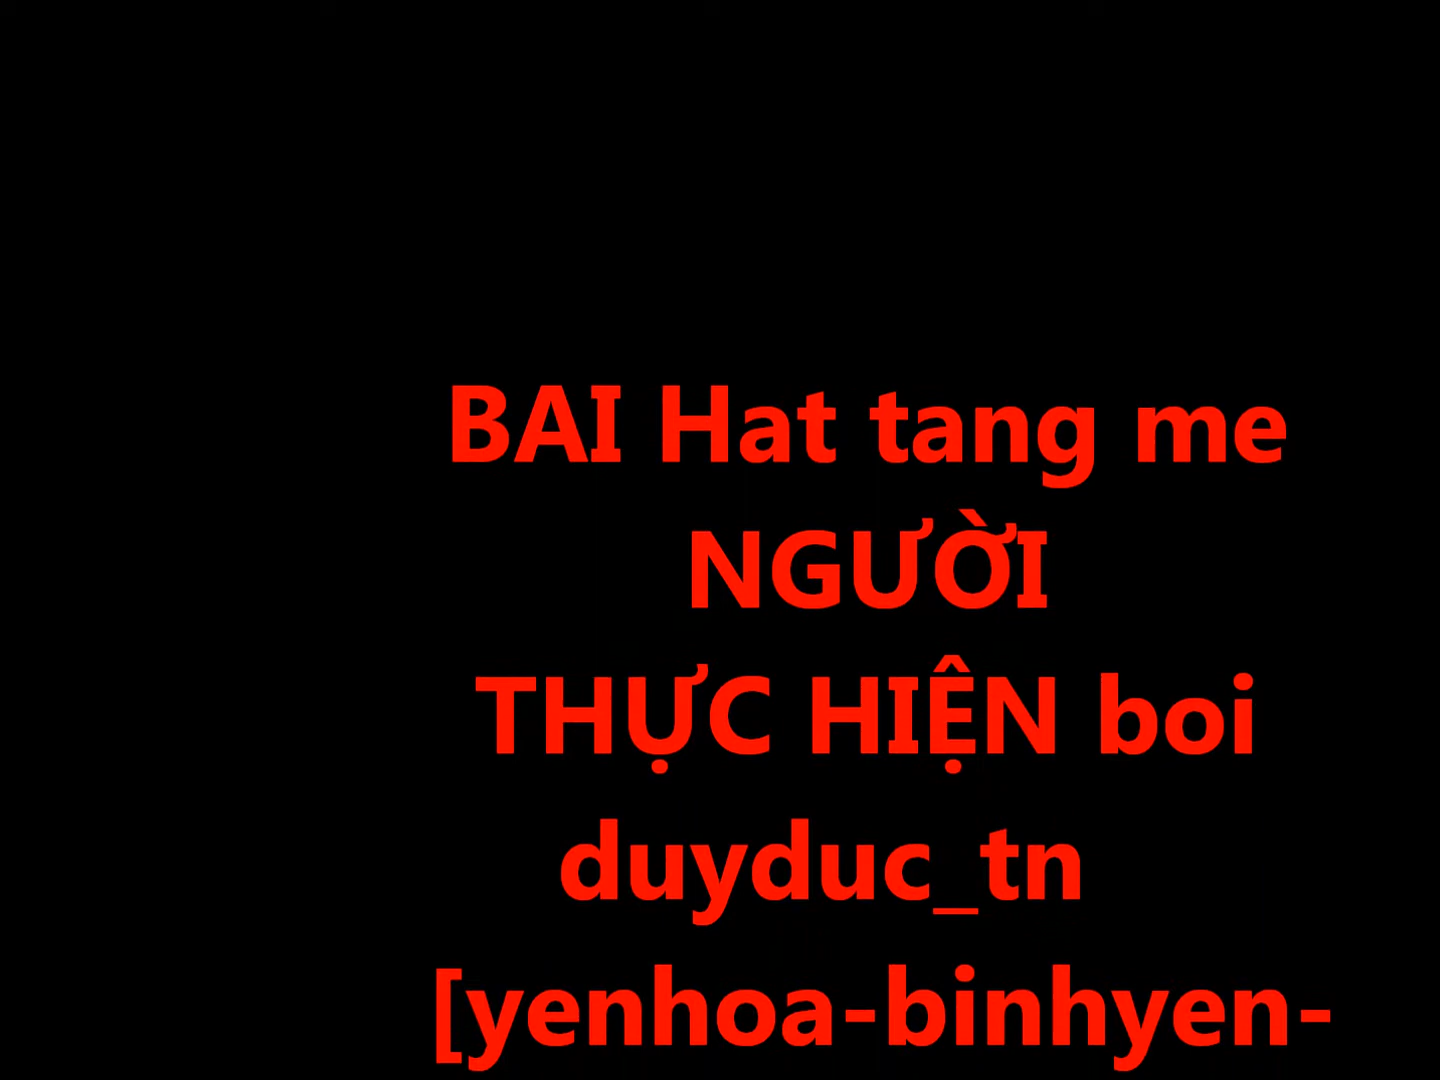 BAI Hat tang me
NGƯỜI
THỰC HIỆN boi
duyduc_tn
[yenhoa-binhyen-